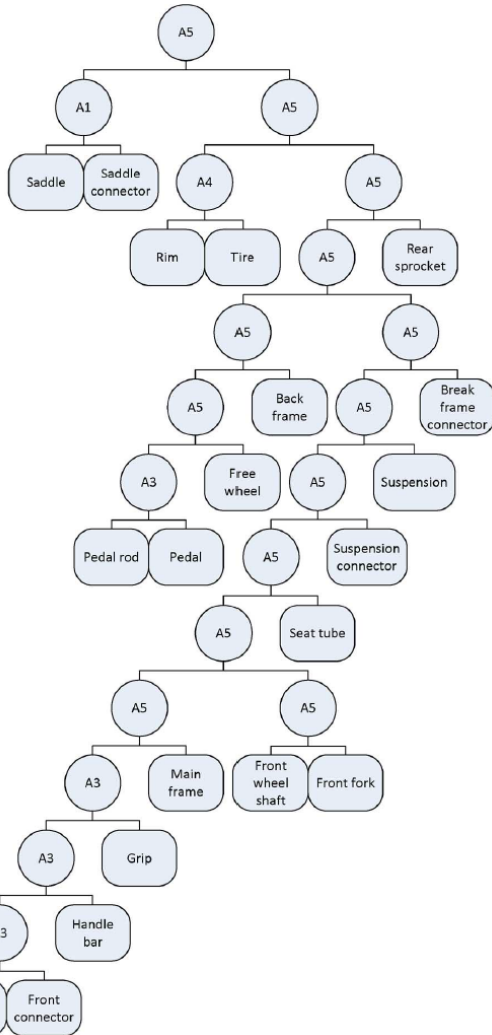 A5
A1
A5
Saddle
Saddle
connector
A4
A5
Rim
Tire
A5
Rear
sprocket
A5
A5
A5
Back
frame
A5
Break
frame
connector
A3
Free
wheel
A5
Suspension
Pedal rod
Pedal
A5
Suspension
connector
A5
Seat tube
A5
A5
A3
Main
frame
Front
wheel
shaft
Front fork
A3
Grip
3
Handle
bar
Front
connector